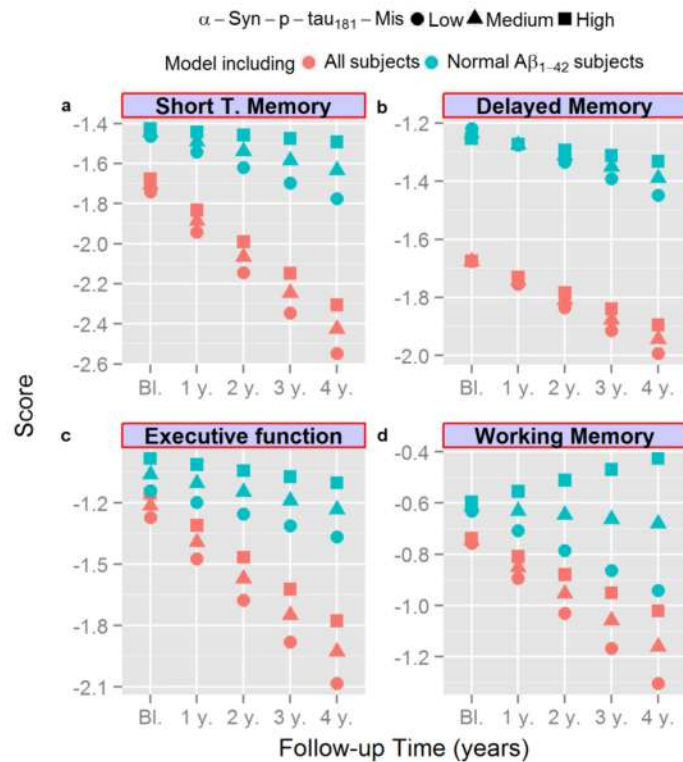 α – Syn – p – tau181 – Mis Low Medium High
Model including All subjects Normal Aβ1–42 subjects
a Short T. Memory
-1.4
-1.6
-1.8
-2.0
-2.2
-2.4
-2.6
Bl. 1 y. 2 y. 3 y. 4 y.
b Delayed Memory
-1.2
-1.4
-1.6
-1.8
-2.0
Bl. 1 y. 2 y. 3 y. 4 y.
Score
c Executive function
-1.2
-1.5
-1.8
-2.1
Bl. 1 y. 2 y. 3 y. 4 y.
d Working Memory
-0.4
-0.6
-0.8
-1.0
-1.2
Bl. 1 y. 2 y. 3 y. 4 y.
Follow-up Time (years)